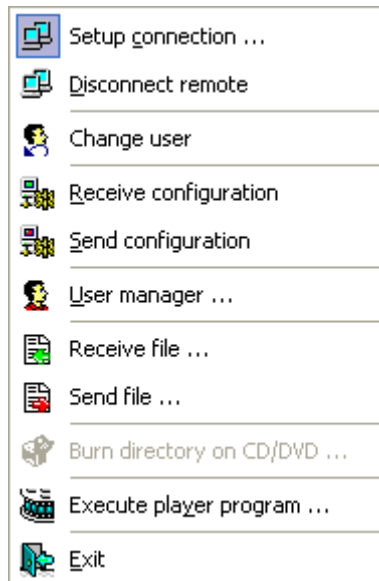 Setup connection ...
Disconnect remote
Change user
Receive configuration
Send configuration
User manager ...
Receive file ...
Send file ...
Burn directory on CD/DVD ...
Execute player program ...
Exit